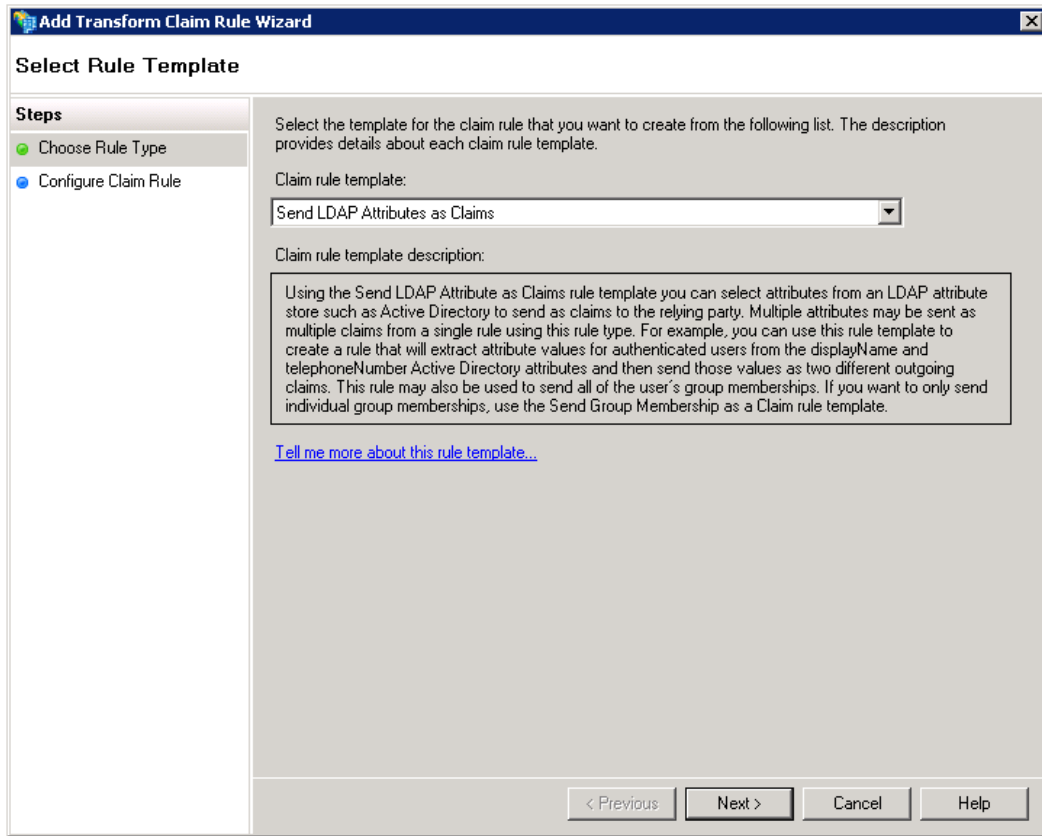 Add Transform Claim Rule Wizard
Select Rule Template
Steps
Choose Rule Type
Configure Claim Rule
Select the template for the claim rule that you want to create from the following list. The description
provides details about each claim rule template.
Claim rule template:
Send LDAP Attributes as Claims
Claim rule template description:
Using the Send LDAP Attribute as Claims rule template you can select attributes from an LDAP attribute
store such as Active Directory to send as claims to the relying party. Multiple attributes may be sent as
multiple claims from a single rule using this rule type. For example, you can use this rule template to
create a rule that will extract attribute values for authenticated users from the displayName and
telephoneNumber Active Directory attributes and then send those values as two different outgoing
claims. This rule may also be used to send all of the user´s group memberships. If you want to only send
individual group memberships, use the Send Group Membership as a Claim rule template.
Tell me more about this rule template...
< Previous
Next >
Cancel
Help